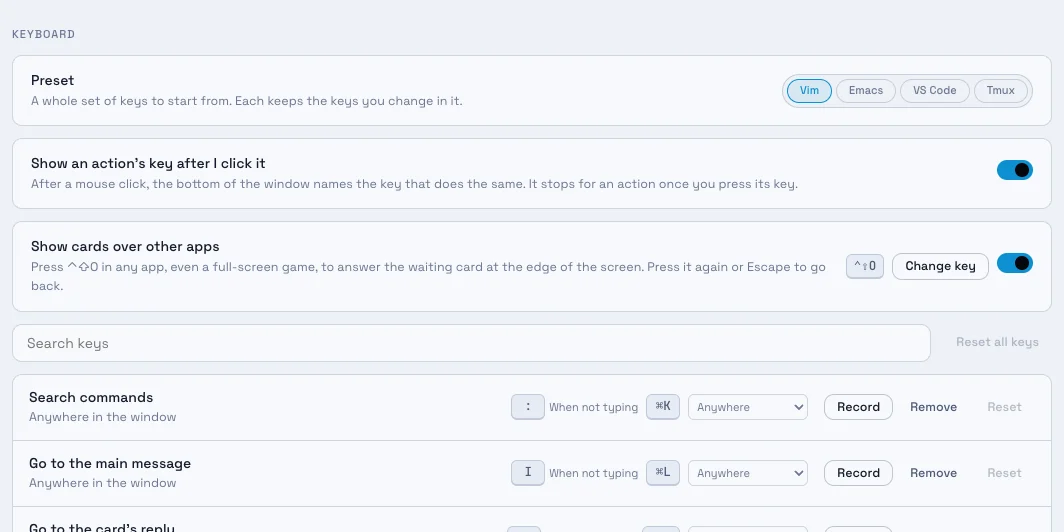 KEYBOARD
Preset
A whole set of keys to start from. Each keeps the keys you change in it.
Vim Emacs VS Code Tmux
Show an action's key after I click it
After a mouse click, the bottom of the window names the key that does the same. It stops for an action once you press its key.
Show cards over other apps
Press ^⇧O in any app, even a full-screen game, to answer the waiting card at the edge of the screen. Press it again or Escape to go
back.
^⇧O Change key
Search keys Reset all keys
Search commands
Anywhere in the window
: When not typing ⌘K Anywhere Record Remove Reset
Go to the main message
Anywhere in the window
I When not typing ⌘L Anywhere Record Remove Reset
Go to the card's reply